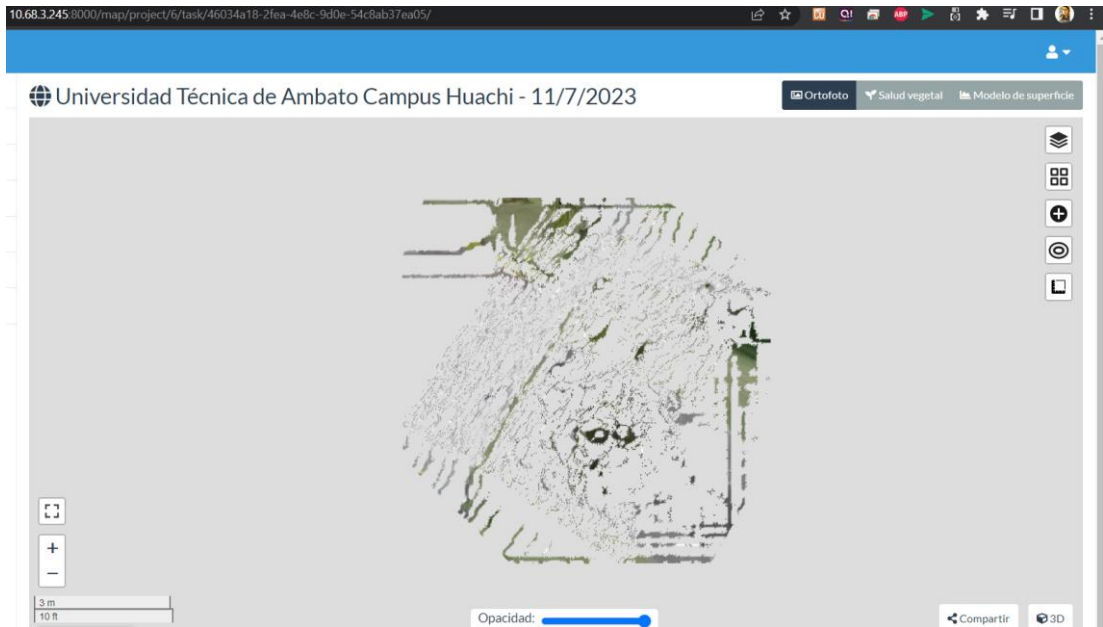 10.68.3.245:8000/map/project/6/task/46034a18-2fea-4e8c-9d0e-54c8ab37ea05/
Universidad Técnica de Ambato Campus Huachi - 11/7/2023
Ortofoto Salud vegetal Modelo de superficie
3 m
10 ft
Opacidad:
Compartir 3D